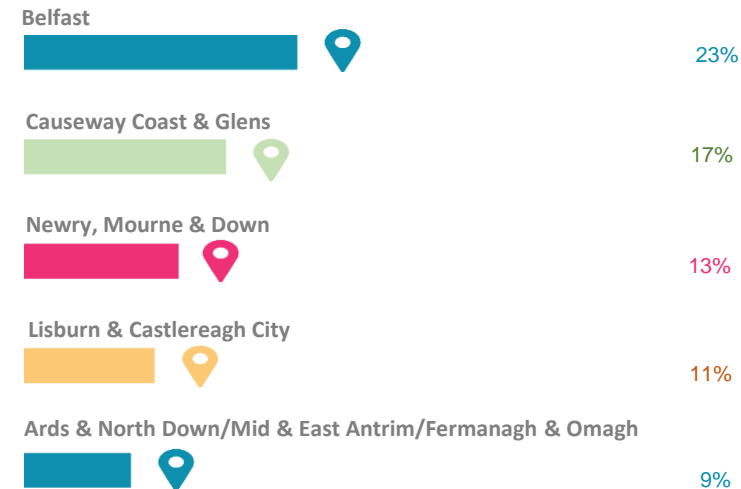 Belfast
23%
Causeway Coast & Glens
17%
Newry, Mourne & Down
13%
Lisburn & Castlereagh City
11%
Ards & North Down/Mid & East Antrim/Fermanagh & Omagh
9%